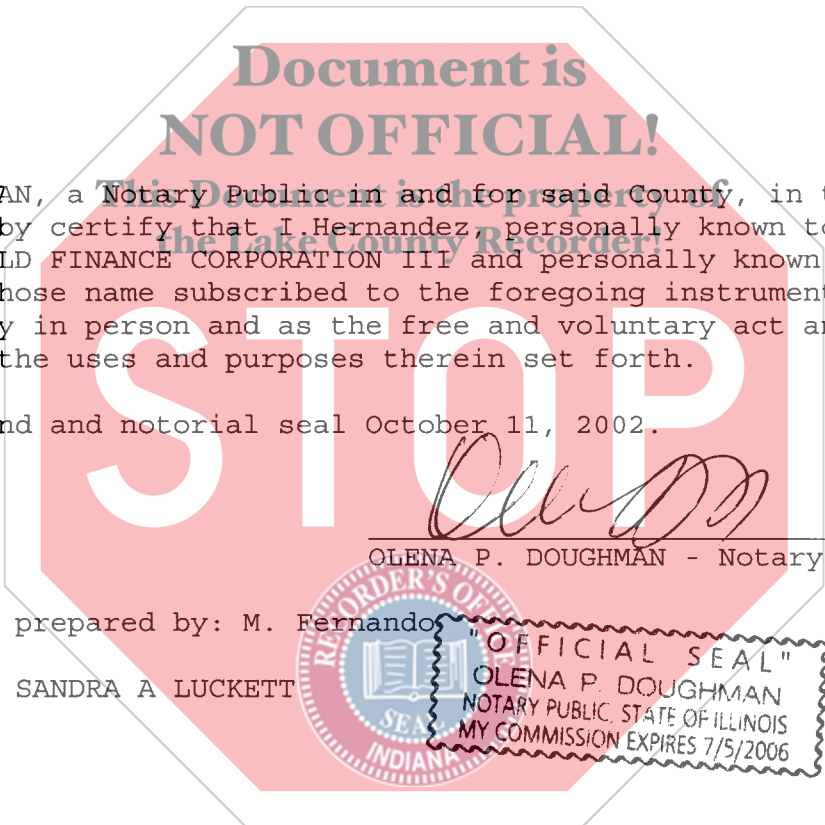 Document is
NOT OFFICIAL!
This Document is the property of
the Lake County Recorder!
AN, a Notary Public in and for said County, in t
by certify that I.Hernandez, personally known to
LD FINANCE CORPORATION III and personally known
hose name subscribed to the foregoing instrument
y in person and as the free and voluntary act an
the uses and purposes therein set forth.
STOP
nd and notorial seal October 11, 2002.
OLENA P. DOUGHMAN - Notary
prepared by: M. Fernando
SANDRA A LUCKETT
RECORDER'S OFFICE
SEAL
INDIANA
"OFFICIAL SEAL"
OLENA P. DOUGHMAN
NOTARY PUBLIC, STATE OF ILLINOIS
MY COMMISSION EXPIRES 7/5/2006